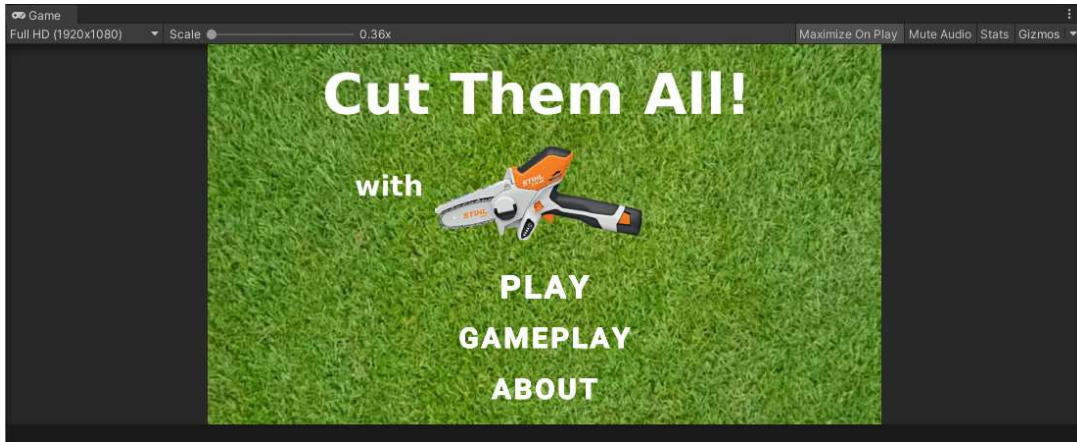 Game
Full HD (1920x1080) Scale 0.36x Maximize On Play Mute Audio Stats Gizmos
Cut Them All!
with
STIHL
STIHL
PLAY
GAMEPLAY
ABOUT